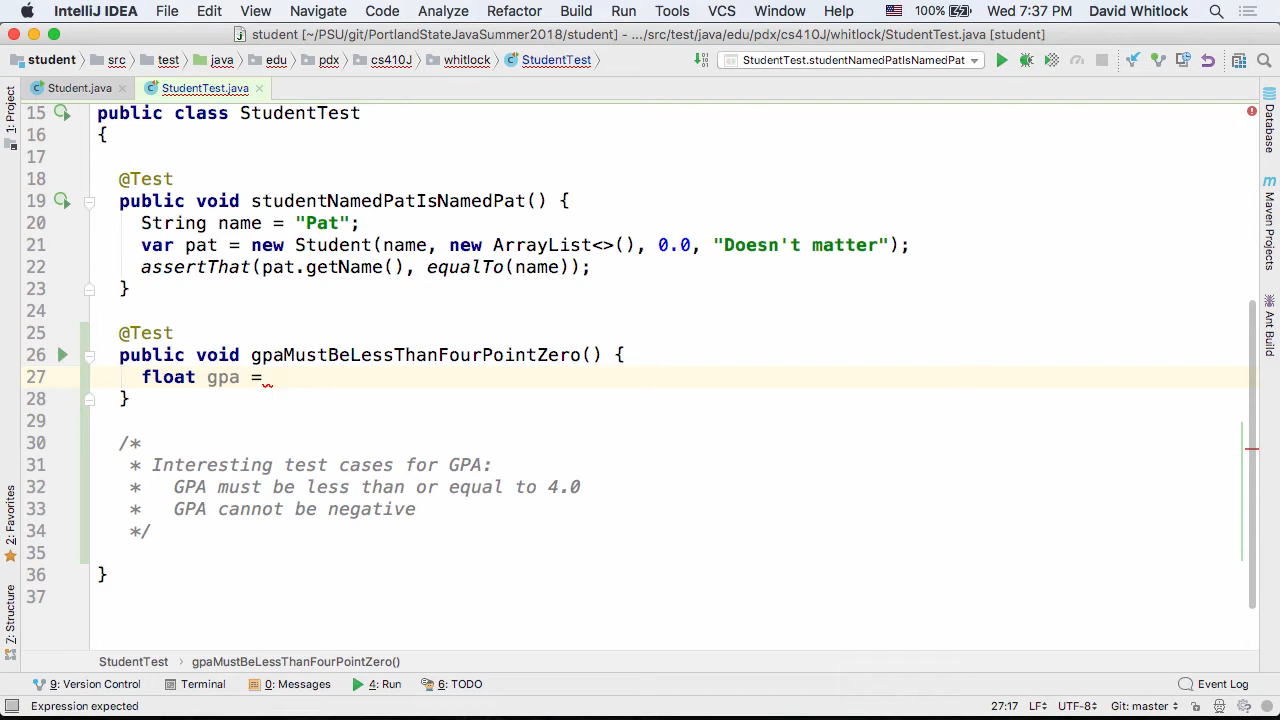 IntelliJ IDEA File Edit View Navigate Code Analyze Refactor Build Run Tools VCS Window Help 100% Wed 7:37 PM David Whitlock
student [~/PSU/git/PortlandStateJavaSummer2018/student] - .../src/test/java/edu/pdx/cs410J/whitlock/StudentTest.java [student]
student src test java edu pdx cs410J whitlock StudentTest StudentTest.studentNamedPatIsNamedPat
Student.java StudentTest.java
1: Project
2: Favorites
7: Structure
15 public class StudentTest
16 {
17
18 @Test
19 public void studentNamedPatIsNamedPat() {
20 String name = "Pat";
21 var pat = new Student(name, new ArrayList<>(), 0.0, "Doesn't matter");
22 assertThat(pat.getName(), equalTo(name));
23 }
24
25 @Test
26 public void gpaMustBeLessThanFourPointZero() {
27 float gpa =
28 }
29
30 /*
31 * Interesting test cases for GPA:
32 * GPA must be less than or equal to 4.0
33 * GPA cannot be negative
34 */
35
36 }
37
Database
Maven Projects
Ant Build
StudentTest gpaMustBeLessThanFourPointZero()
9: Version Control Terminal 0: Messages 4: Run 6: TODO Event Log
Expression expected 27:17 LF UTF-8 Git: master